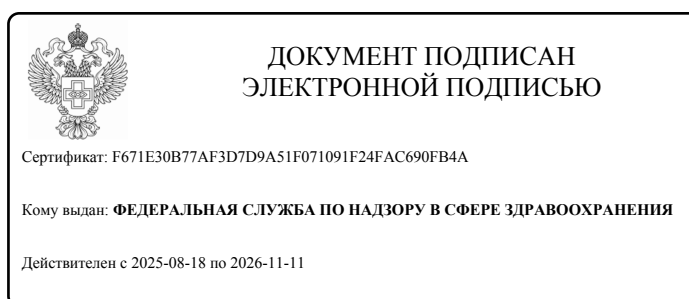 ДОКУМЕНТ ПОДПИСАН
ЭЛЕКТРОННОЙ ПОДПИСЬЮ
Сертификат: F671E30B77AF3D7D9A51F071091F24FAC690FB4A
Кому выдан: ФЕДЕРАЛЬНАЯ СЛУЖБА ПО НАДЗОРУ В СФЕРЕ ЗДРАВООХРАНЕНИЯ
Действителен с 2025-08-18 по 2026-11-11